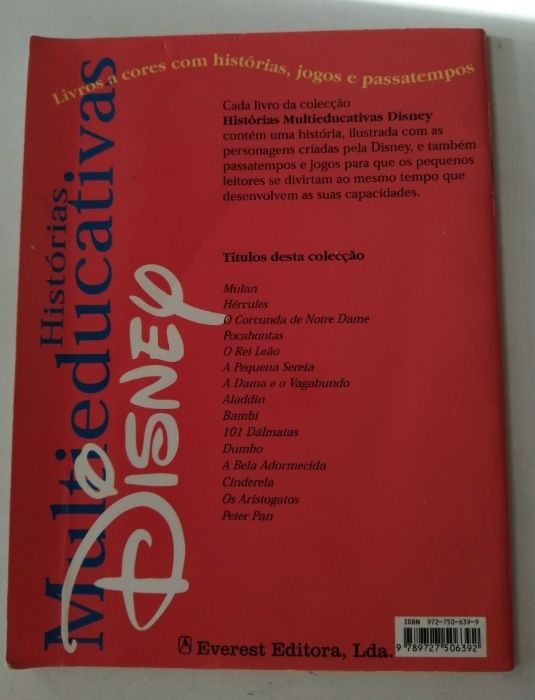 Livros a cores com histórias, jogos e passatempos
Histórias
Multieducativas
DISNEY
Cada livro da colecção
Histórias Multieducativas Disney
contém uma história, ilustrada com as
personagens criadas pela Disney, e também
passatempos e jogos para que os pequenos
leitores se divirtam ao mesmo tempo que
desenvolvem as suas capacidades.
Títulos desta colecção
Mulan
Hércules
O Corcunda de Notre Dame
Pocahontas
O Rei Leão
A Pequena Sereia
A Dama e o Vagabundo
Aladdin
Bambi
101 Dálmatas
Dumbo
A Bela Adormecida
Cinderela
Os Aristogatos
Peter Pan
ISBN 972-750-639-9
9 789727 506392
Everest Editora, Lda.